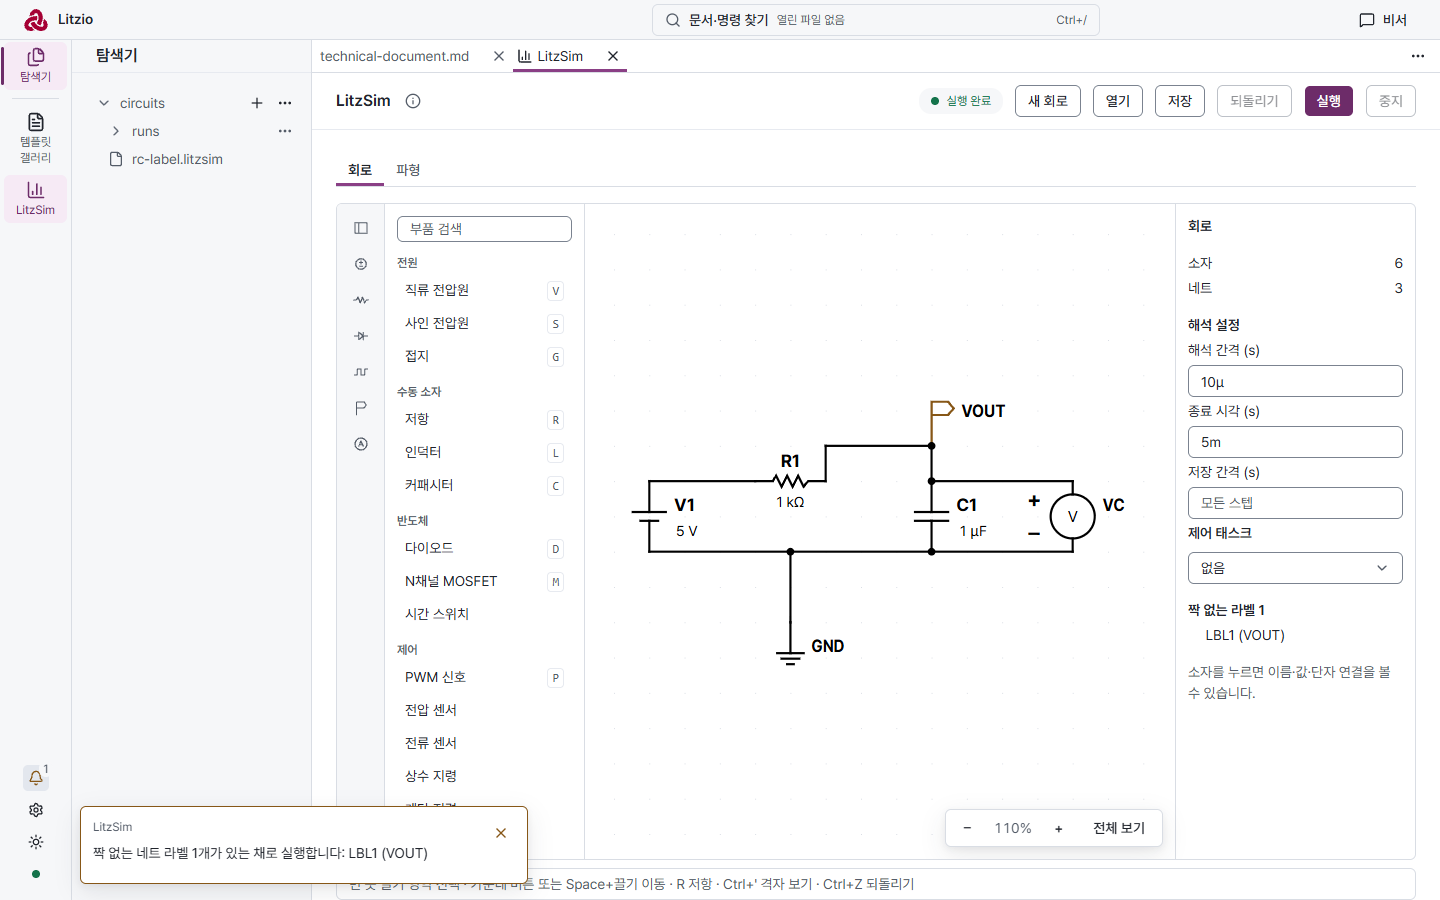 Litzio
문서·명령 찾기 열린 파일 없음 Ctrl+/
비서
탐색기
템플릿
갤러리
LitzSim
1
탐색기
circuits
runs
rc-label.litzsim
technical-document.md
LitzSim
LitzSim
실행 완료
새 회로
열기
저장
되돌리기
실행
중지
회로
파형
부품 검색
전원
직류 전압원 V
사인 전압원 S
접지 G
수동 소자
저항 R
인덕터 L
커패시터 C
반도체
다이오드 D
N채널 MOSFET M
시간 스위치
제어
PWM 신호 P
전압 센서
전류 센서
상수 지령
VOUT
R1
1 kΩ
V1
5 V
C1
1 µF
+
−
V
VC
GND
− 110% + 전체 보기
회로
소자 6
네트 3
해석 설정
해석 간격 (s)
10µ
종료 시각 (s)
5m
저장 간격 (s)
모든 스텝
제어 태스크
없음
짝 없는 라벨 1
LBL1 (VOUT)
소자를 누르면 이름·값·단자 연결을 볼
수 있습니다.
LitzSim
짝 없는 네트 라벨 1개가 있는 채로 실행합니다: LBL1 (VOUT)
또는 Space+끌기 이동 · R 저항 · Ctrl+' 격자 보기 · Ctrl+Z 되돌리기